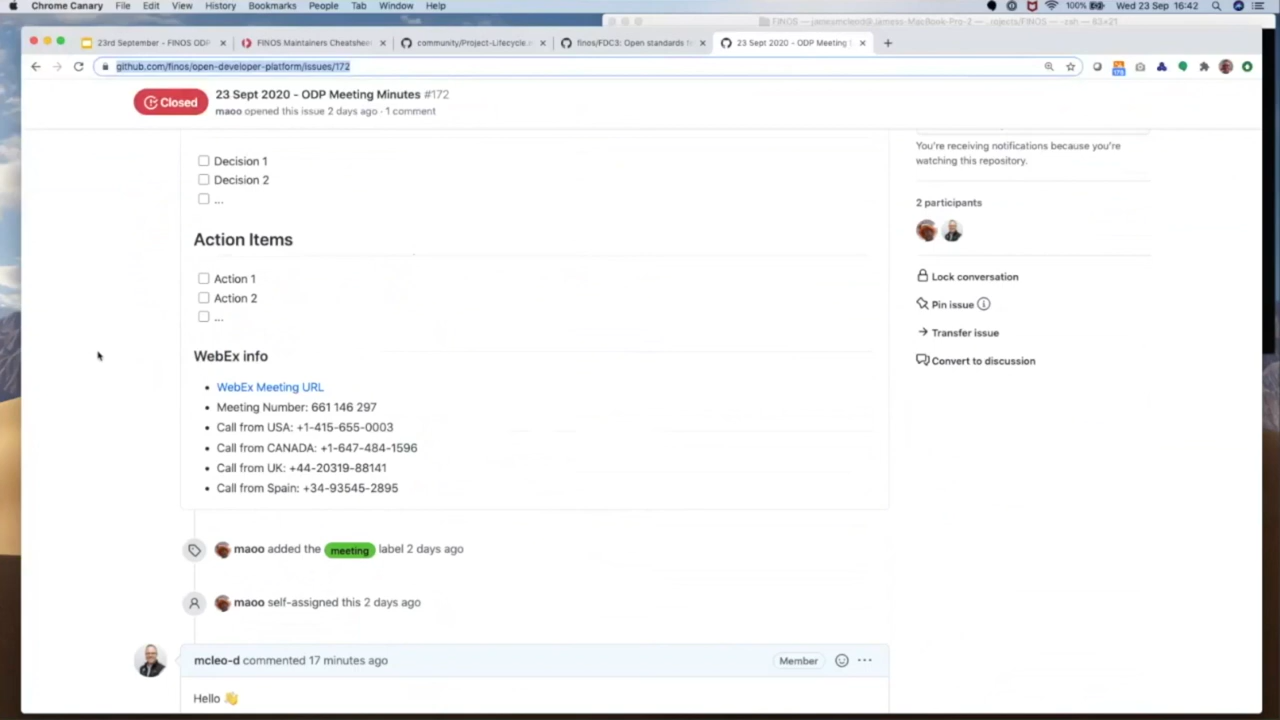 Chrome Canary File Edit View History Bookmarks People Tab Window Help 100% Wed 23 Sep 16:42
FINOS — jamesmcleod@Jamess-MacBook-Pro-2
23rd September - FINOS ODP FINOS Maintainers Cheatshee community/Project-Lifecycle.m finos/FDC3: Open standards f 23 Sept 2020 - ODP Meeting
github.com/finos/open-developer-platform/issues/172
Closed
23 Sept 2020 - ODP Meeting Minutes #172
maoo opened this issue 2 days ago · 1 comment
You're receiving notifications because you're
watching this repository.
Decision 1
Decision 2
...
2 participants
Action Items
Action 1
Action 2
...
Lock conversation
Pin issue
Transfer issue
Convert to discussion
WebEx info
• WebEx Meeting URL
• Meeting Number: 661 146 297
• Call from USA: +1-415-655-0003
• Call from CANADA: +1-647-484-1596
• Call from UK: +44-20319-88141
• Call from Spain: +34-93545-2895
maoo added the meeting label 2 days ago
maoo self-assigned this 2 days ago
mcleo-d commented 17 minutes ago
Member
Hello 👋